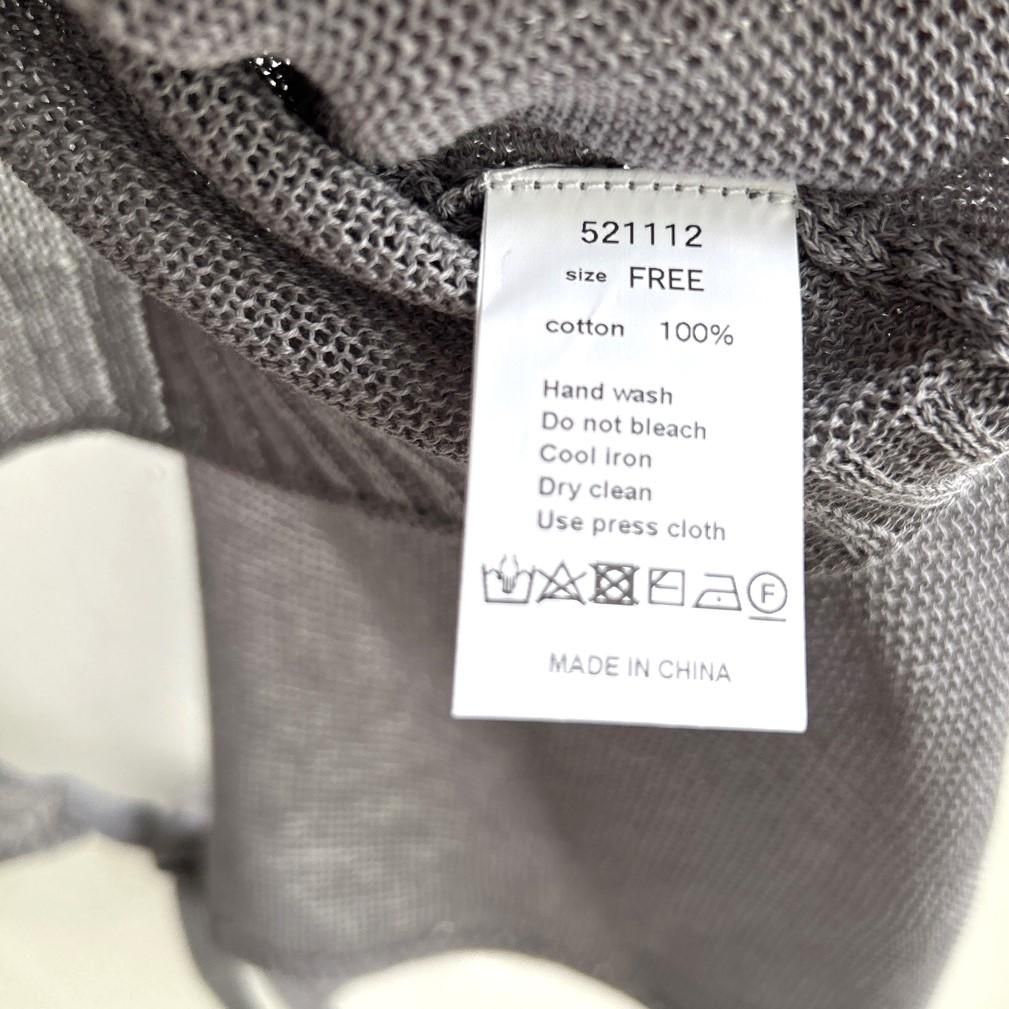 521112
size FREE
cotton 100%
Hand wash
Do not bleach
Cool iron
Dry clean
Use press cloth
F
MADE IN CHINA